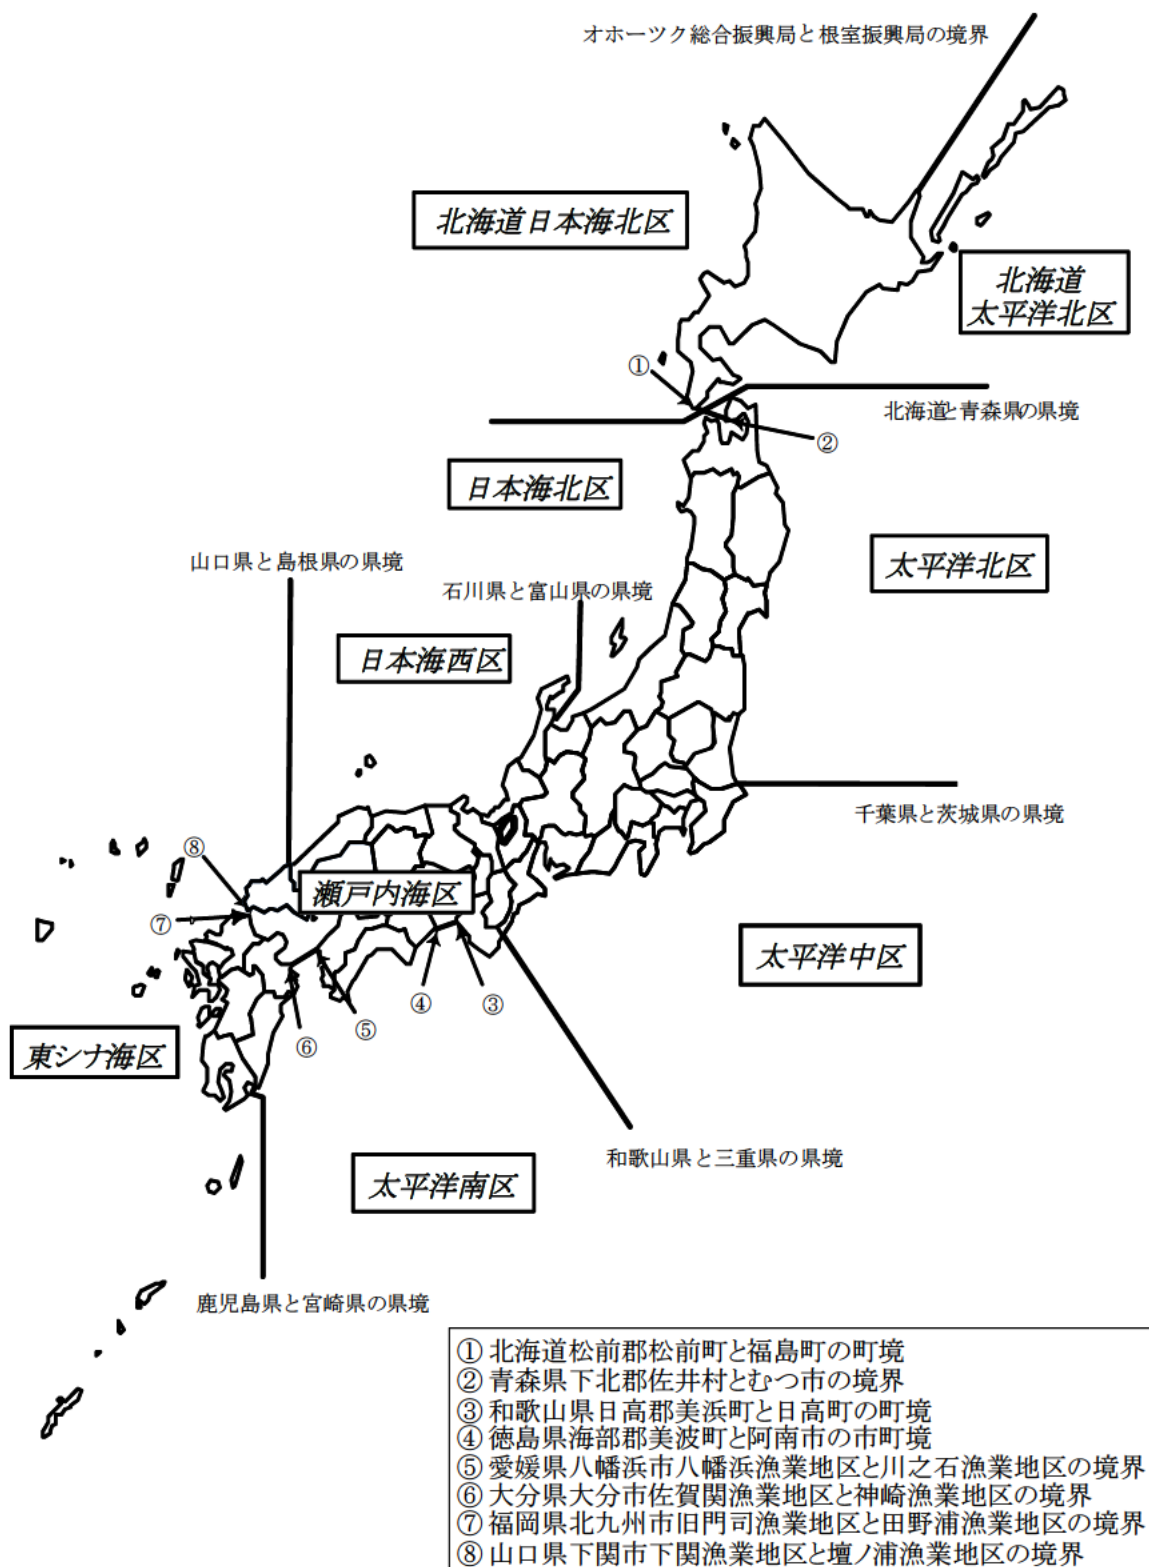 オホーツク総合振興局と根室振興局の境界
北海道日本海北区
北海道
太平洋北区
①
北海道と青森県の県境
②
日本海北区
山口県と島根県の県境
太平洋北区
石川県と富山県の県境
日本海西区
千葉県と茨城県の県境
⑧
瀬戸内海区
⑦
太平洋中区
④
③
⑤
⑥
東シナ海区
和歌山県と三重県の県境
太平洋南区
鹿児島県と宮崎県の県境
① 北海道松前郡松前町と福島町の町境
② 青森県下北郡佐井村とむつ市の境界
③ 和歌山県日高郡美浜町と日高町の町境
④ 徳島県海部郡美波町と阿南市の市町境
⑤ 愛媛県八幡浜市八幡浜漁業地区と川之石漁業地区の境界
⑥ 大分県大分市佐賀関漁業地区と神崎漁業地区の境界
⑦ 福岡県北九州市旧門司漁業地区と田野浦漁業地区の境界
⑧ 山口県下関市下関漁業地区と壇ノ浦漁業地区の境界